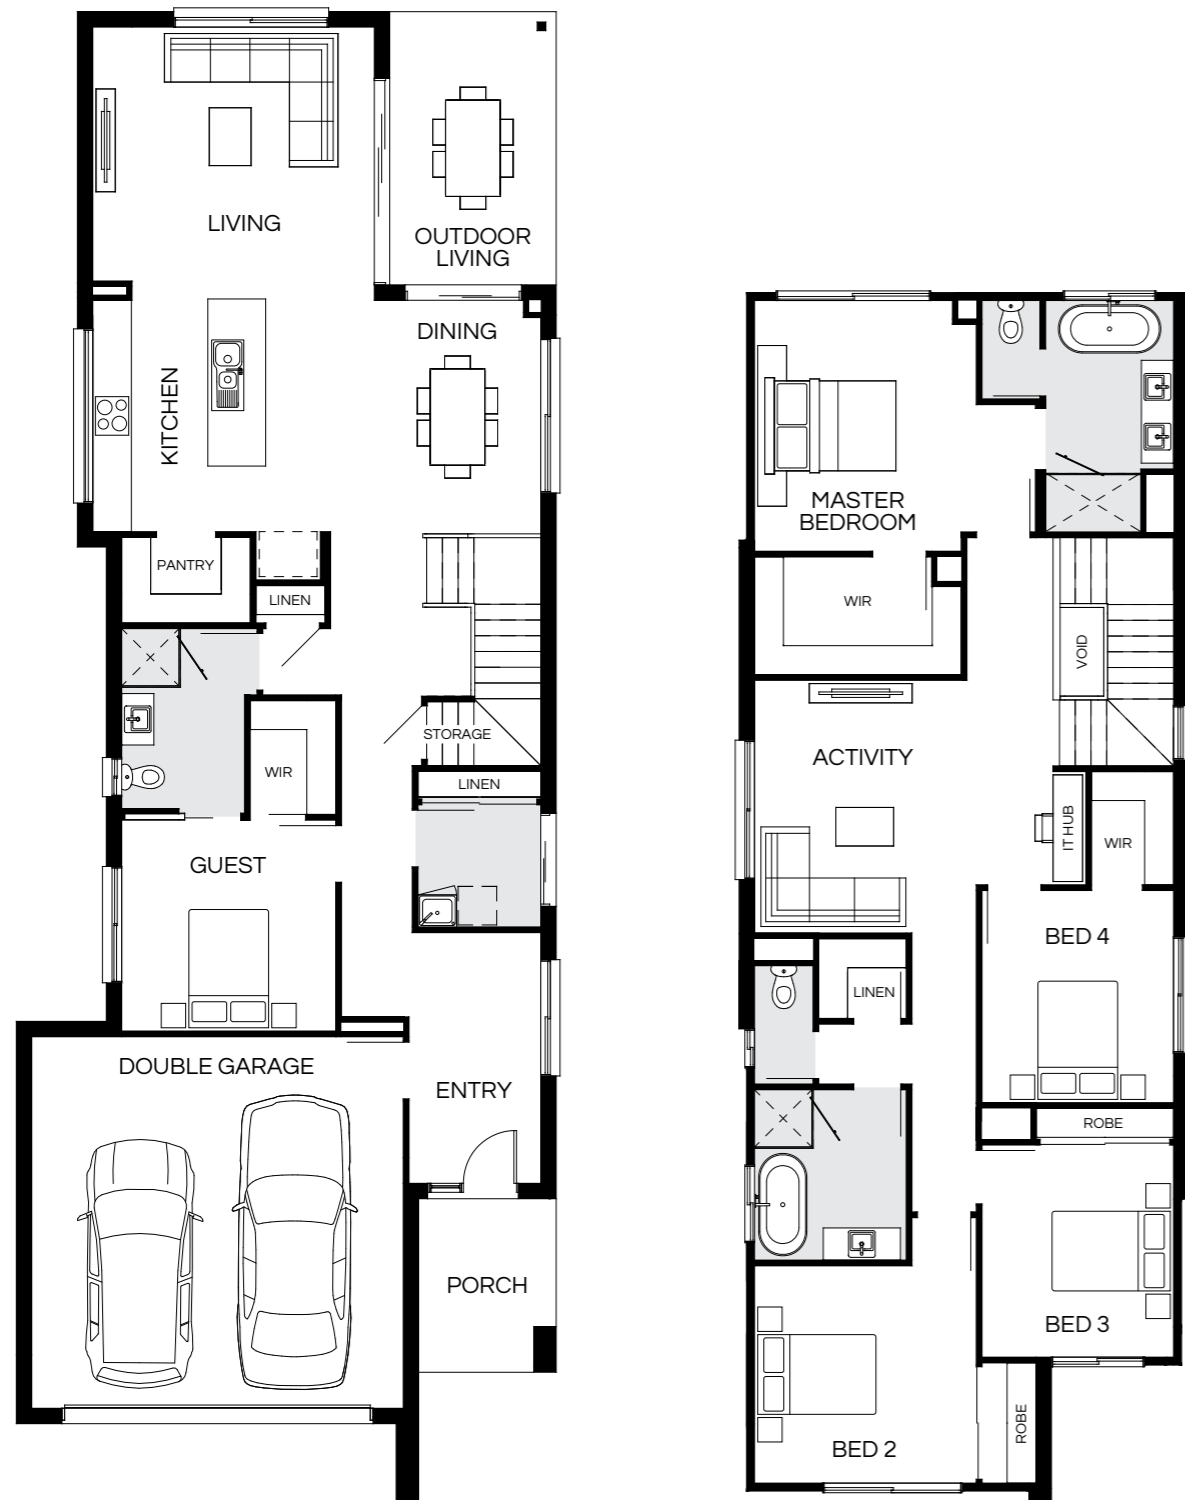 LIVING
OUTDOOR
LIVING
DINING
KITCHEN
PANTRY
LINEN
STORAGE
WIR
LINEN
GUEST
DOUBLE GARAGE
ENTRY
PORCH
MASTER
BEDROOM
WIR
VOID
ACTIVITY
IT HUB
WIR
BED 4
LINEN
ROBE
BED 3
ROBE
BED 2